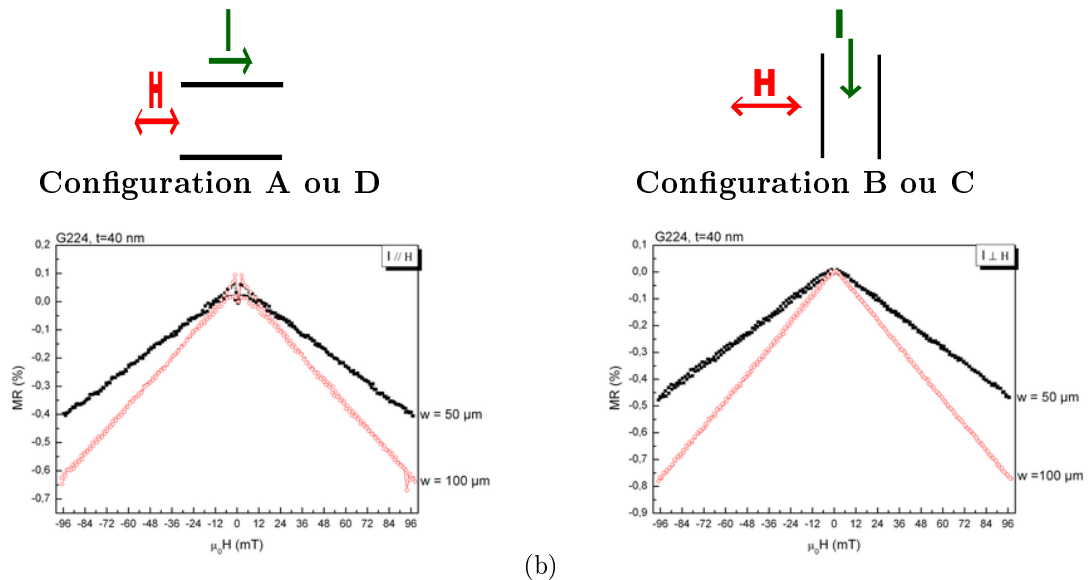 I
H
Configuration A ou D
I
H
Configuration B ou C
G224, t=40 nm
I // H
0,2
0,1
0,0
-0,1
-0,2
-0,3
-0,4
-0,5
-0,6
-0,7
MR (%)
w = 50 µm
w = 100 µm
-96 -84 -72 -60 -48 -36 -24 -12 0 12 24 36 48 60 72 84 96
µ0H (mT)
G224, t=40 nm
I ⊥ H
0,1
0,0
-0,1
-0,2
-0,3
-0,4
-0,5
-0,6
-0,7
-0,8
-0,9
MR (%)
w = 50 µm
w =100 µm
-96 -84 -72 -60 -48 -36 -24 -12 0 12 24 36 48 60 72 84 96
µ0H (mT)
(b)